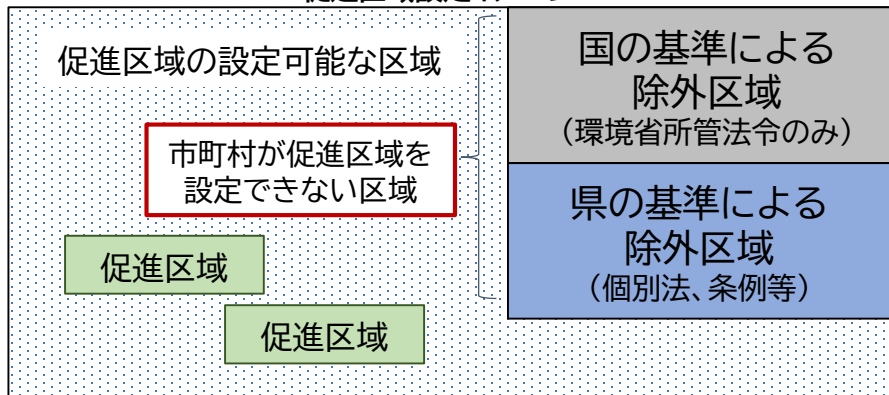 促進区域の設定可能な区域
国の基準による
除外区域
（環境省所管法令のみ）
市町村が促進区域を
設定できない区域
県の基準による
除外区域
（個別法、条例等）
促進区域
促進区域